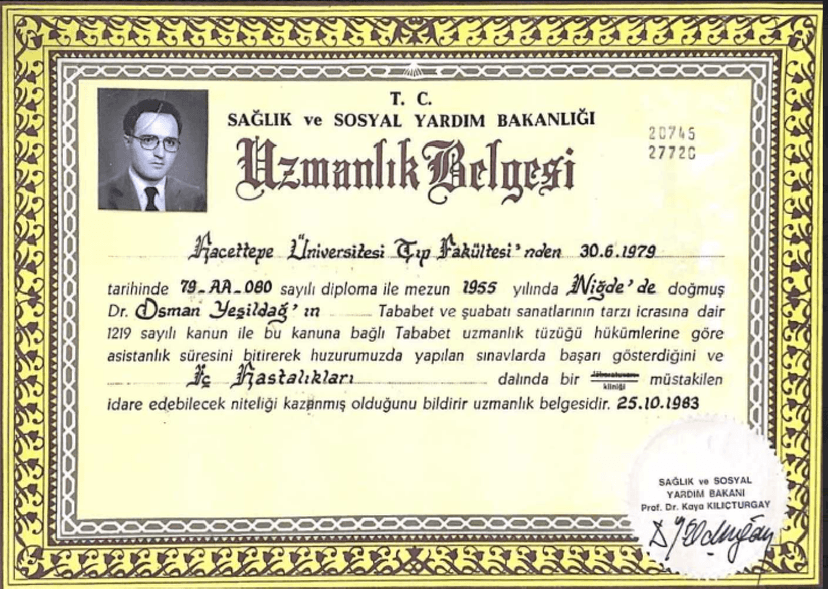 T. C.
SAĞLIK ve SOSYAL YARDIM BAKANLIĞI
Uzmanlık Belgesi
20745
27720
Hacettepe Üniversitesi Tıp Fakültesi'nden 30.6.1979
tarihinde 79-AA-080 sayılı diploma ile mezun 1955 yılında Niğde'de doğmuş
Dr. Osman Yeşildağ'ın Tababet ve şuabatı sanatlarının tarzı icrasına dair
1219 sayılı kanun ile bu kanuna bağlı Tababet uzmanlık tüzüğü hükümlerine göre
asistanlık süresini bitirerek huzurumuzda yapılan sınavlarda başarı gösterdiğini ve
İç Hastalıkları dalında bir kliniği müstakilen
idare edebilecek niteliği kazanmış olduğunu bildirir uzmanlık belgesidir. 25.10.1983
SAĞLIK ve SOSYAL
YARDIM BAKANI
Prof. Dr. Kaya KILIÇTURGAY